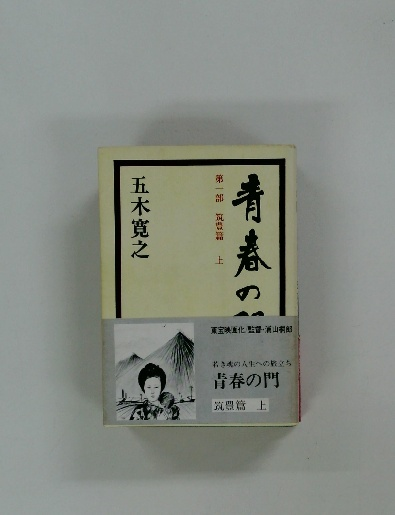 青春の門
第一部 筑豊篇 上
五木寛之
東宝映画化/監督・浦山桐郎
若き魂の人生への旅立ち
青春の門
筑豊篇 上